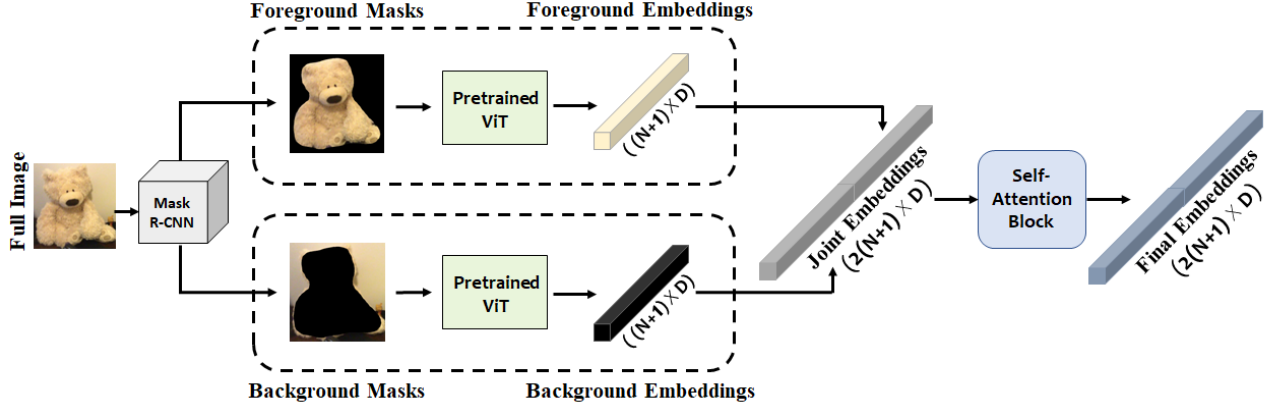 Foreground Masks
Foreground Embeddings
Pretrained
ViT
((N+1) X D)
Full Image
Mask
R-CNN
Joint Embeddings
(2(N+1) X D)
Self-
Attention
Block
Final Embeddings
(2(N+1) X D)
Pretrained
ViT
((N+1) X D)
Background Masks
Background Embeddings